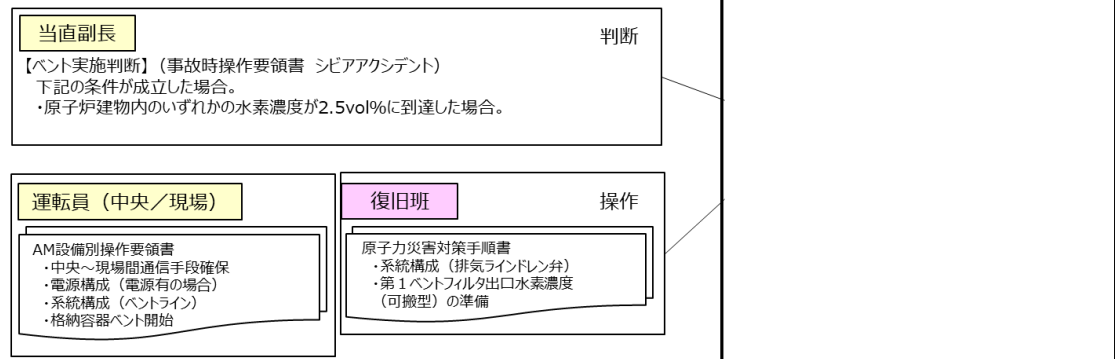 当直副長
判断
【ベント実施判断】（事故時操作要領書 シビアアクシデント）
下記の条件が成立した場合。
・原子炉建物内のいずれかの水素濃度が2.5vol%に到達した場合。
運転員（中央／現場）
AM設備別操作要領書
・中央～現場間通信手段確保
・電源構成（電源有の場合）
・系統構成（ベントライン）
・格納容器ベント開始
復旧班
操作
原子力災害対策手順書
・系統構成（排気ラインドレン弁）
・第１ベントフィルタ出口水素濃度
（可搬型）の準備